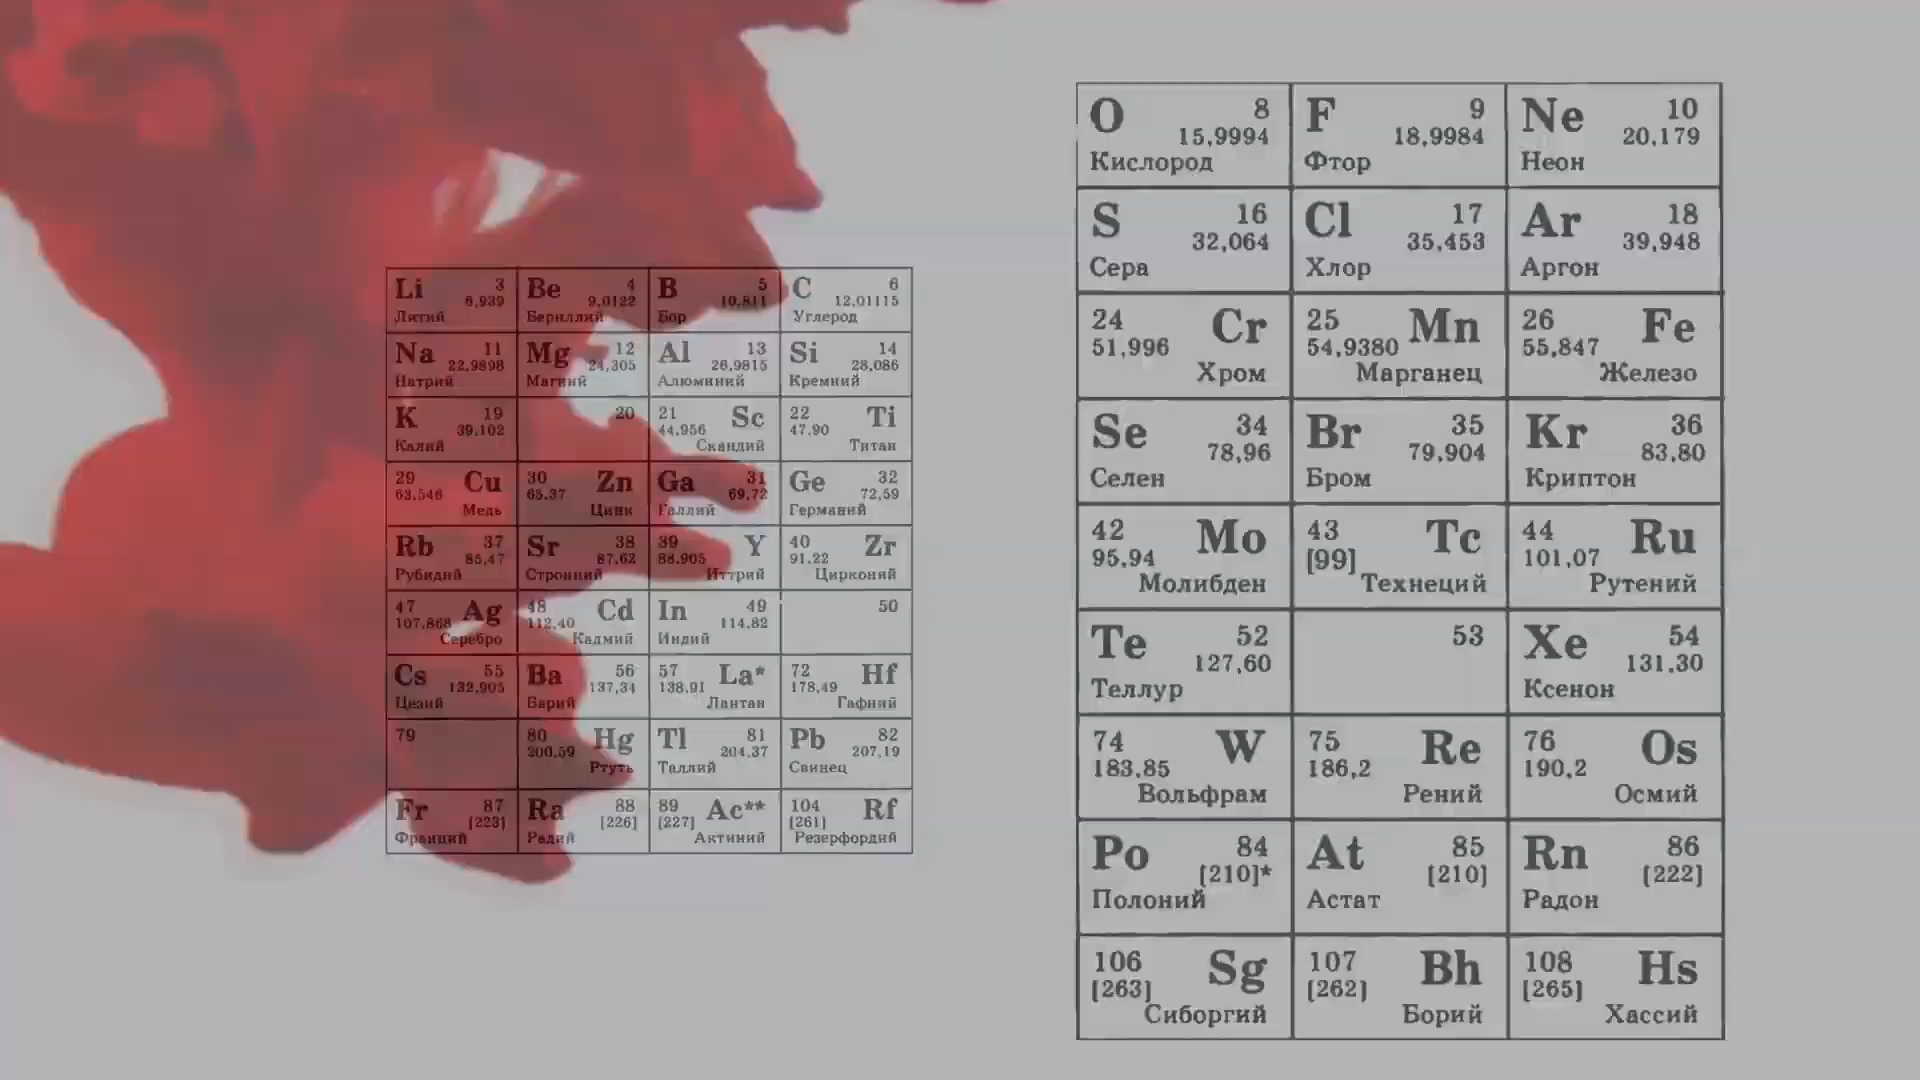 Li 3 Be 4 B 5 C 6
6,939 9,0122 10,811 12,01115
Литий Бериллий Бор Углерод
Na 11 Mg 12 Al 13 Si 14
22,9898 24,305 26,9815 28,086
Натрий Магний Алюминий Кремний
K 19 20 21 Sc 22 Ti
39,102 44,956 47,90
Калий Скандий Титан
29 Cu 30 Zn Ga 31 Ge 32
63,546 65,37 69,72 72,59
Медь Цинк Галлий Германий
Rb 37 Sr 38 39 Y 40 Zr
85,47 87,62 88,905 91,22
Рубидий Стронций Иттрий Цирконий
47 Ag 48 Cd In 49 50
107,868 112,40 114,82
Серебро Кадмий Индий
Cs 55 Ba 56 57 La* 72 Hf
132,905 137,34 138,91 178,49
Цезий Барий Лантан Гафний
79 80 Hg Tl 81 Pb 82
200,59 204,37 207,19
Ртуть Таллий Свинец
Fr 87 Ra 88 89 Ac** 104 Rf
[223] [226] [227] [261]
Франций Радий Актиний Резерфордий
O 8 F 9 Ne 10
15,9994 18,9984 20,179
Кислород Фтор Неон
S 16 Cl 17 Ar 18
32,064 35,453 39,948
Сера Хлор Аргон
24 Cr 25 Mn 26 Fe
51,996 54,9380 55,847
Хром Марганец Железо
Se 34 Br 35 Kr 36
78,96 79,904 83,80
Селен Бром Криптон
42 Mo 43 Tc 44 Ru
95,94 [99] 101,07
Молибден Технеций Рутений
Te 52 53 Xe 54
127,60 131,30
Теллур Ксенон
74 W 75 Re 76 Os
183,85 186,2 190,2
Вольфрам Рений Осмий
Po 84 At 85 Rn 86
[210]* [210] [222]
Полоний Астат Радон
106 Sg 107 Bh 108 Hs
[263] [262] [265]
Сиборгий Борий Хассий